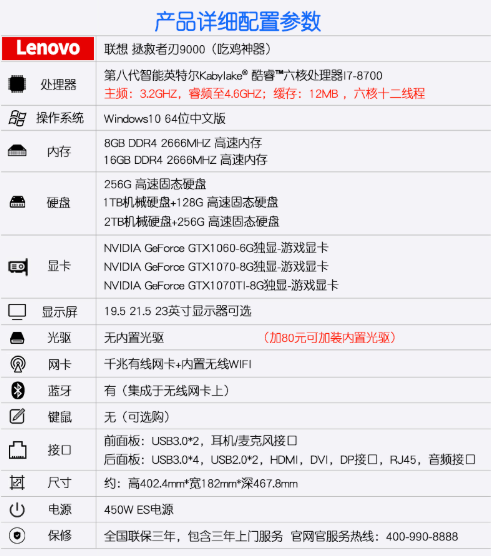 产品详细配置参数
Lenovo 联想 拯救者刃9000（吃鸡神器）
处理器 第八代智能英特尔Kabylake® 酷睿™六核处理器I7-8700
主频：3.2GHZ，睿频至4.6GHZ；缓存：12MB ，六核十二线程
操作系统 Windows10 64位中文版
内存 8GB DDR4 2666MHZ 高速内存
16GB DDR4 2666MHZ 高速内存
硬盘 256G 高速固态硬盘
1TB机械硬盘+128G 高速固态硬盘
2TB机械硬盘+256G 高速固态硬盘
显卡 NVIDIA GeForce GTX1060-6G独显-游戏显卡
NVIDIA GeForce GTX1070-8G独显-游戏显卡
NVIDIA GeForce GTX1070TI-8G独显-游戏显卡
显示屏 19.5 21.5 23英寸显示器可选
光驱 无内置光驱 （加80元可加装内置光驱）
网卡 千兆有线网卡+内置无线WIFI
蓝牙 有（集成于无线网卡上）
键鼠 无（可选购）
接口 前面板：USB3.0*2，耳机/麦克风接口
后面板：USB3.0*4，USB2.0*2，HDMI，DVI，DP接口，RJ45，音频接口
尺寸 约：高402.4mm*宽182mm*深467.8mm
电源 450W ES电源
保修 全国联保三年，包含三年上门服务 官网官服务热线：400-990-8888